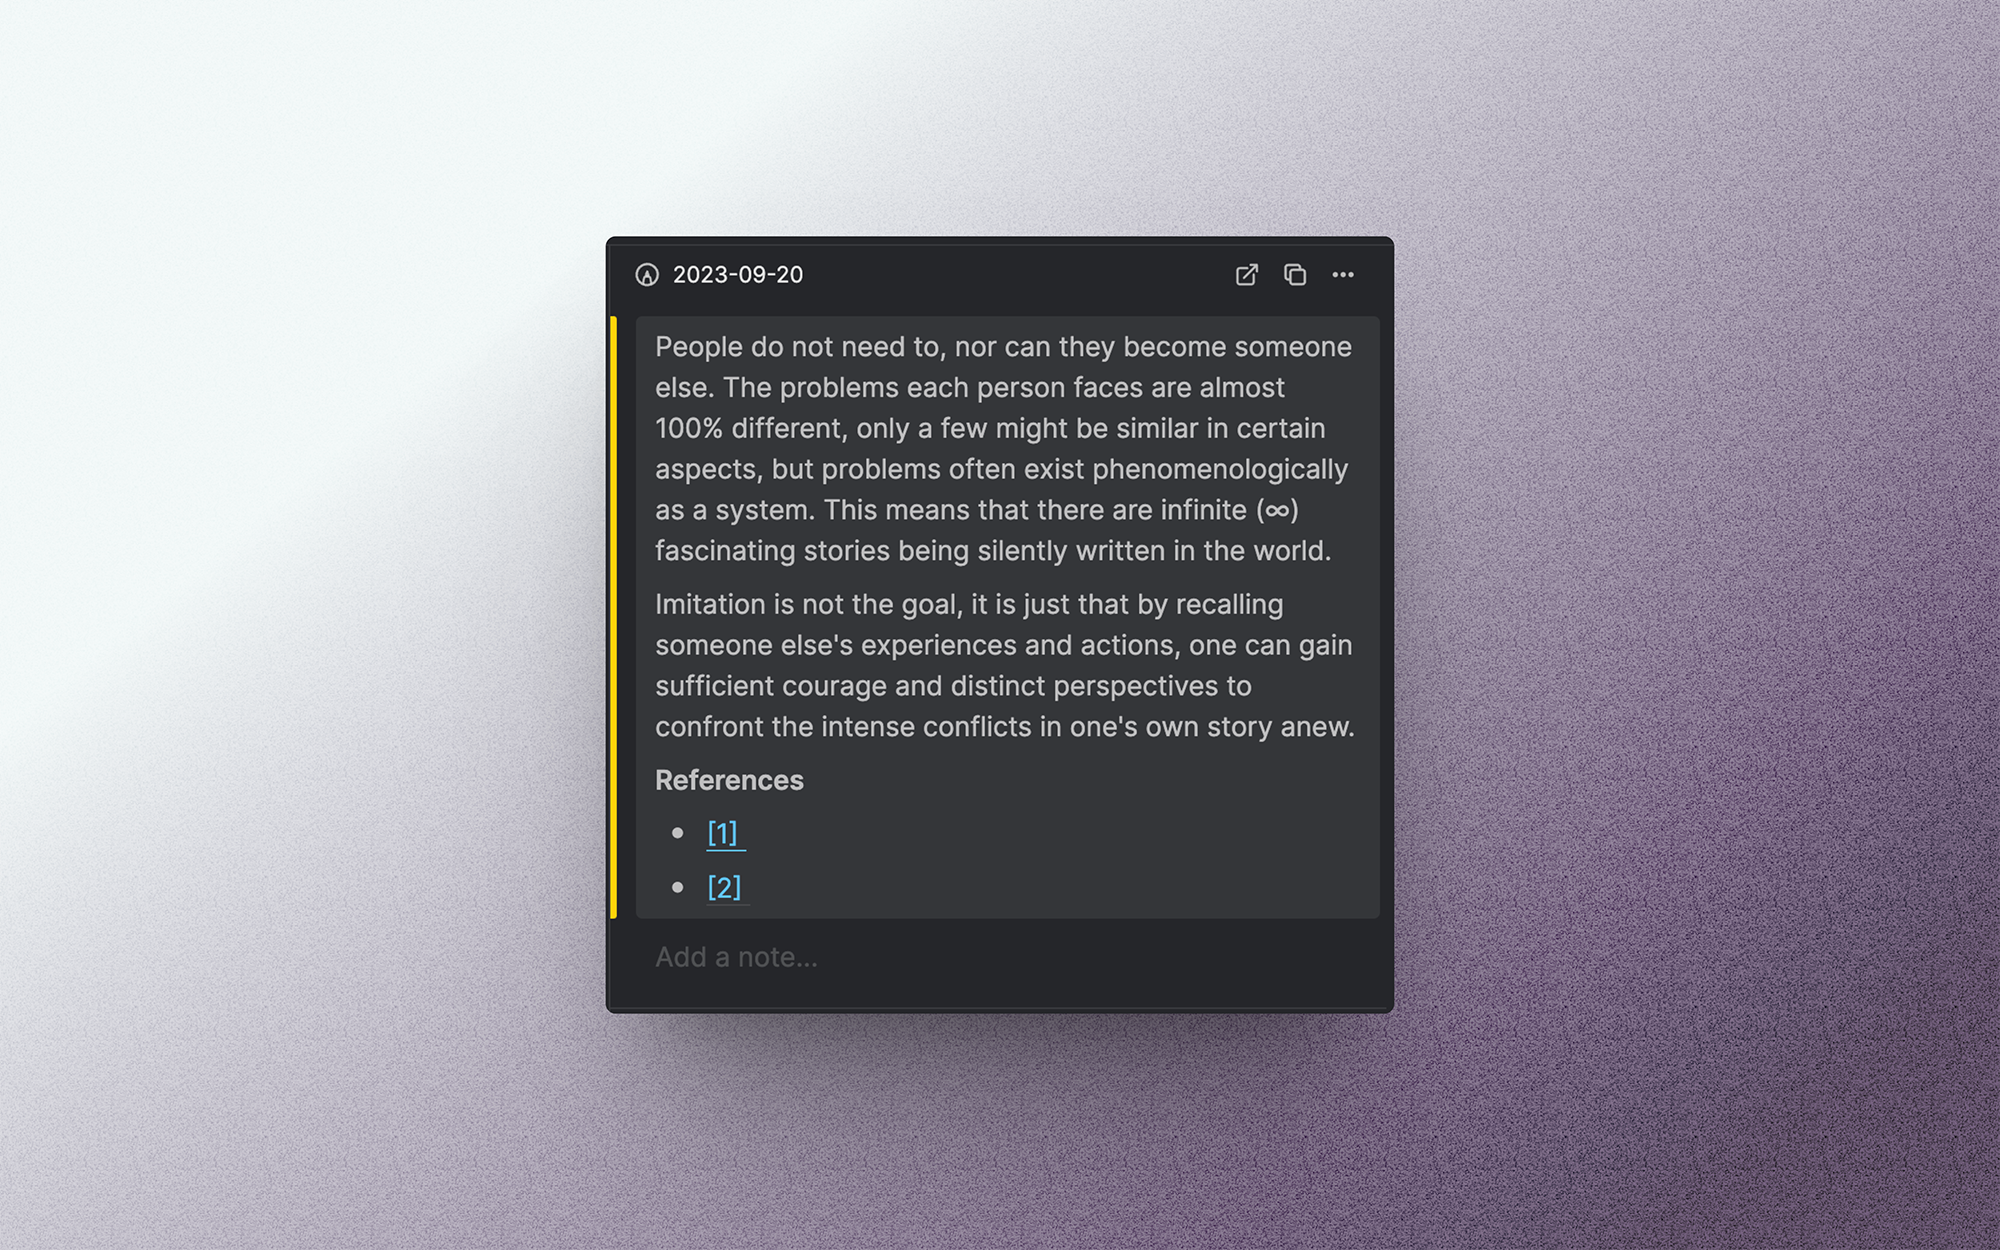 2023-09-20
People do not need to, nor can they become someone
else. The problems each person faces are almost
100% different, only a few might be similar in certain
aspects, but problems often exist phenomenologically
as a system. This means that there are infinite (∞)
fascinating stories being silently written in the world.
Imitation is not the goal, it is just that by recalling
someone else's experiences and actions, one can gain
sufficient courage and distinct perspectives to
confront the intense conflicts in one's own story anew.
References
• [1]
• [2]
Add a note...